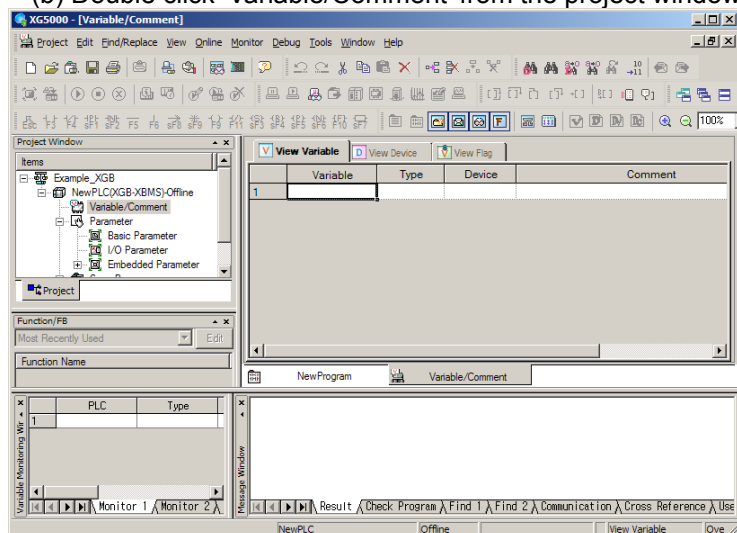 (b) Double-click 'Variable/Comment' from the project window
XG5000 - [Variable/Comment]
Project Edit Find/Replace View Online Monitor Debug Tools Window Help
100%
Project Window
Items
Example_XGB
NewPLC(XGB-XBMS)-Offline
Variable/Comment
Parameter
Basic Parameter
I/O Parameter
Embedded Parameter
Project
View Variable View Device View Flag
Variable Type Device Comment
1
Function/FB
Most Recently Used Edit
Function Name
NewProgram Variable/Comment
Variable Monitoring Win
PLC Type
1
Monitor 1 Monitor 2
Message Window
Result Check Program Find 1 Find 2 Communication Cross Reference Use
NewPLC Offline View Variable Ove